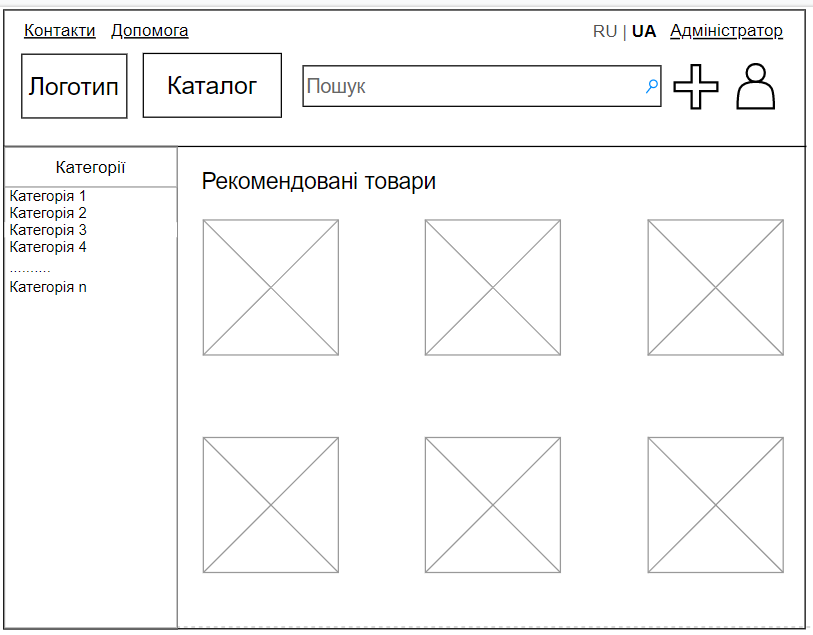 Контакти Допомога RU | UA Адміністратор
Логотип Каталог Пошук
Категорії
Категорія 1
Категорія 2
Категорія 3
Категорія 4
..........
Категорія n
Рекомендовані товари